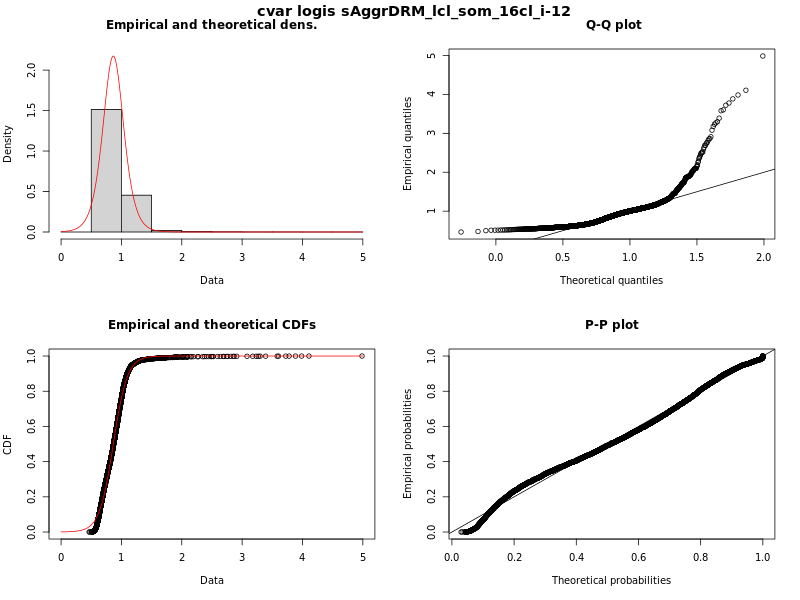 cvar logis sAggrDRM_lcl_som_16cl_i-12
Empirical and theoretical dens.
Density
0.0 0.5 1.0 1.5 2.0
0 1 2 3 4 5
Data
Q-Q plot
Empirical quantiles
1 2 3 4 5
0.0 0.5 1.0 1.5 2.0
Theoretical quantiles
Empirical and theoretical CDFs
CDF
0.0 0.2 0.4 0.6 0.8 1.0
0 1 2 3 4 5
Data
P-P plot
Empirical probabilities
0.0 0.2 0.4 0.6 0.8 1.0
0.0 0.2 0.4 0.6 0.8 1.0
Theoretical probabilities